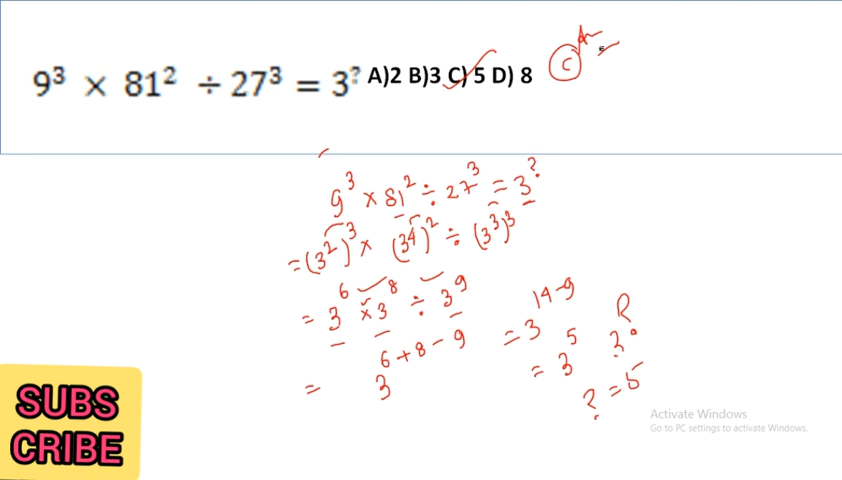 9³ × 81² ÷ 27³ = 3? A)2 B)3 C) 5 D) 8
C
9³ × 81² ÷ 27³ = 3?
= (3²)³ × (3⁴)² ÷ (3³)³
= 3⁶ × 3⁸ ÷ 3⁹
= 3⁶⁺⁸⁻⁹
= 3¹⁴⁻⁹
= 3⁵
? = 5
SUBS
CRIBE
Activate Windows
Go to PC settings to activate Windows.